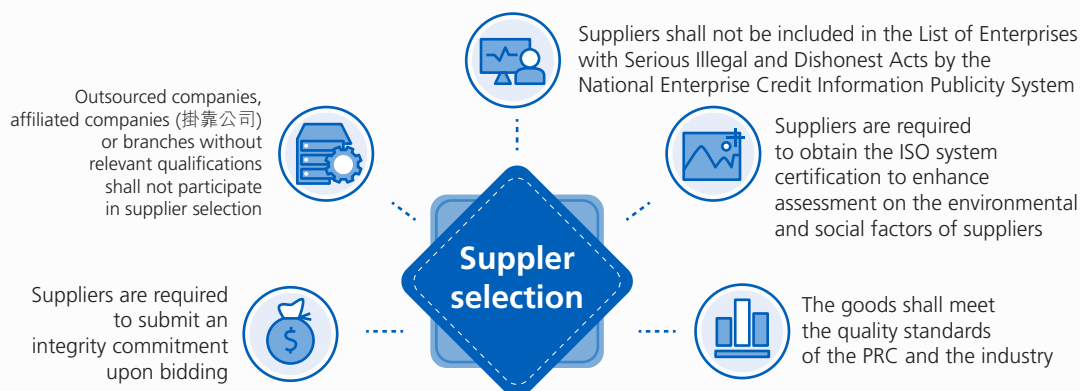 Suppliers shall not be included in the List of Enterprises
with Serious Illegal and Dishonest Acts by the
National Enterprise Credit Information Publicity System
Outsourced companies,
affiliated companies (掛靠公司)
or branches without
relevant qualifications
shall not participate
in supplier selection
Suppliers are required
to obtain the ISO system
certification to enhance
assessment on the environmental
and social factors of suppliers
Suppler
selection
Suppliers are required
to submit an
integrity commitment
upon bidding
$
The goods shall meet
the quality standards
of the PRC and the industry